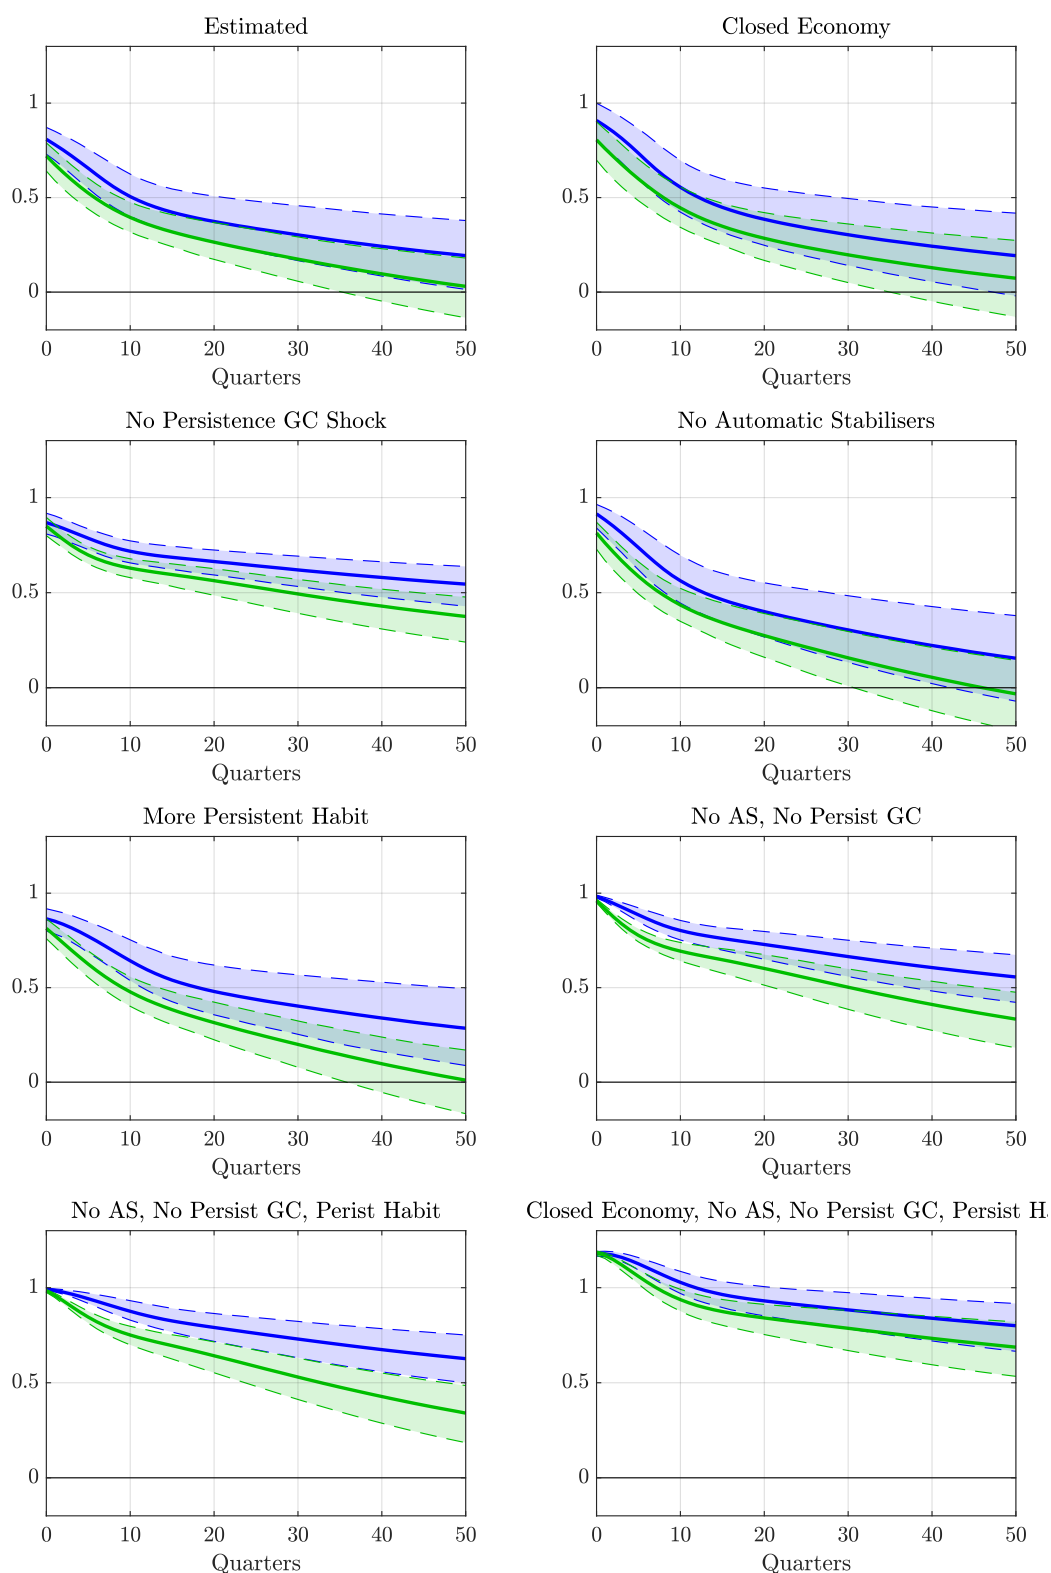 Estimated
1
0.5
0
0 10 20 30 40 50
Quarters
Closed Economy
1
0.5
0
0 10 20 30 40 50
Quarters
No Persistence GC Shock
1
0.5
0
0 10 20 30 40 50
Quarters
No Automatic Stabilisers
1
0.5
0
0 10 20 30 40 50
Quarters
More Persistent Habit
1
0.5
0
0 10 20 30 40 50
Quarters
No AS, No Persist GC
1
0.5
0
0 10 20 30 40 50
Quarters
No AS, No Persist GC, Perist Habit
1
0.5
0
0 10 20 30 40 50
Quarters
Closed Economy, No AS, No Persist GC, Persist H
1
0.5
0
0 10 20 30 40 50
Quarters